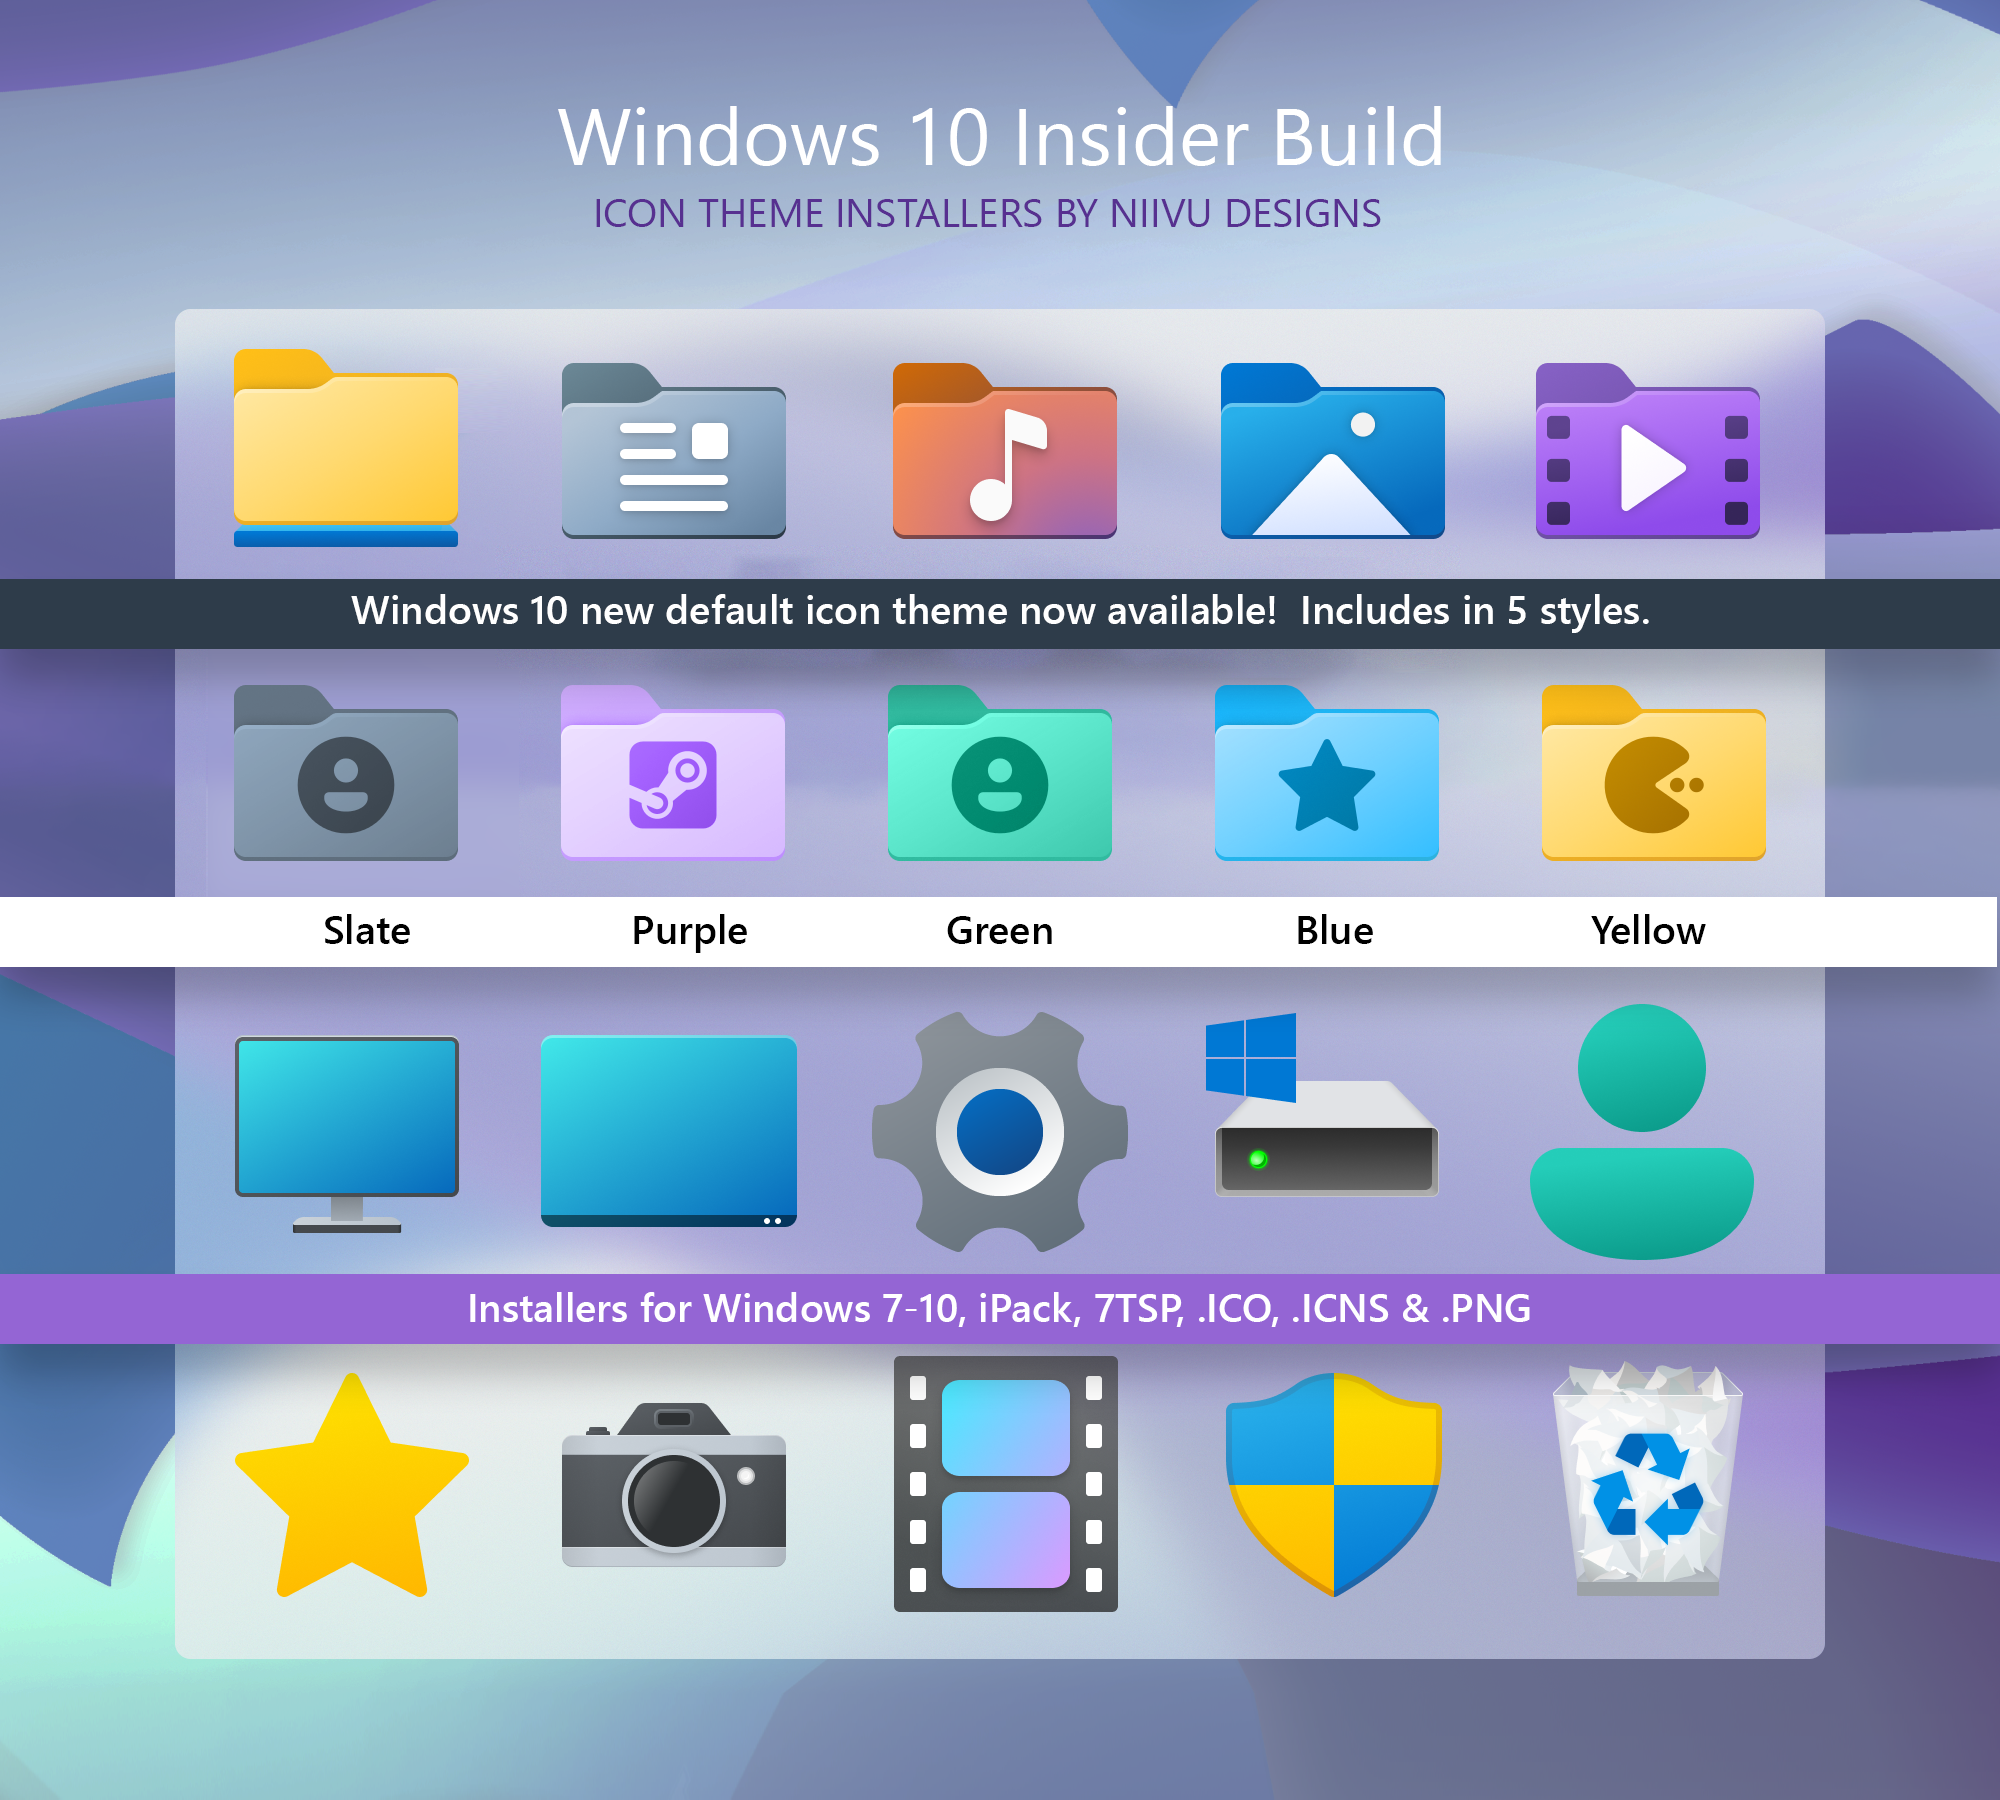 Windows 10 Insider Build
ICON THEME INSTALLERS BY NIIVU DESIGNS
Windows 10 new default icon theme now available!  Includes in 5 styles.
Slate Purple Green Blue Yellow
Installers for Windows 7-10, iPack, 7TSP, .ICO, .ICNS & .PNG